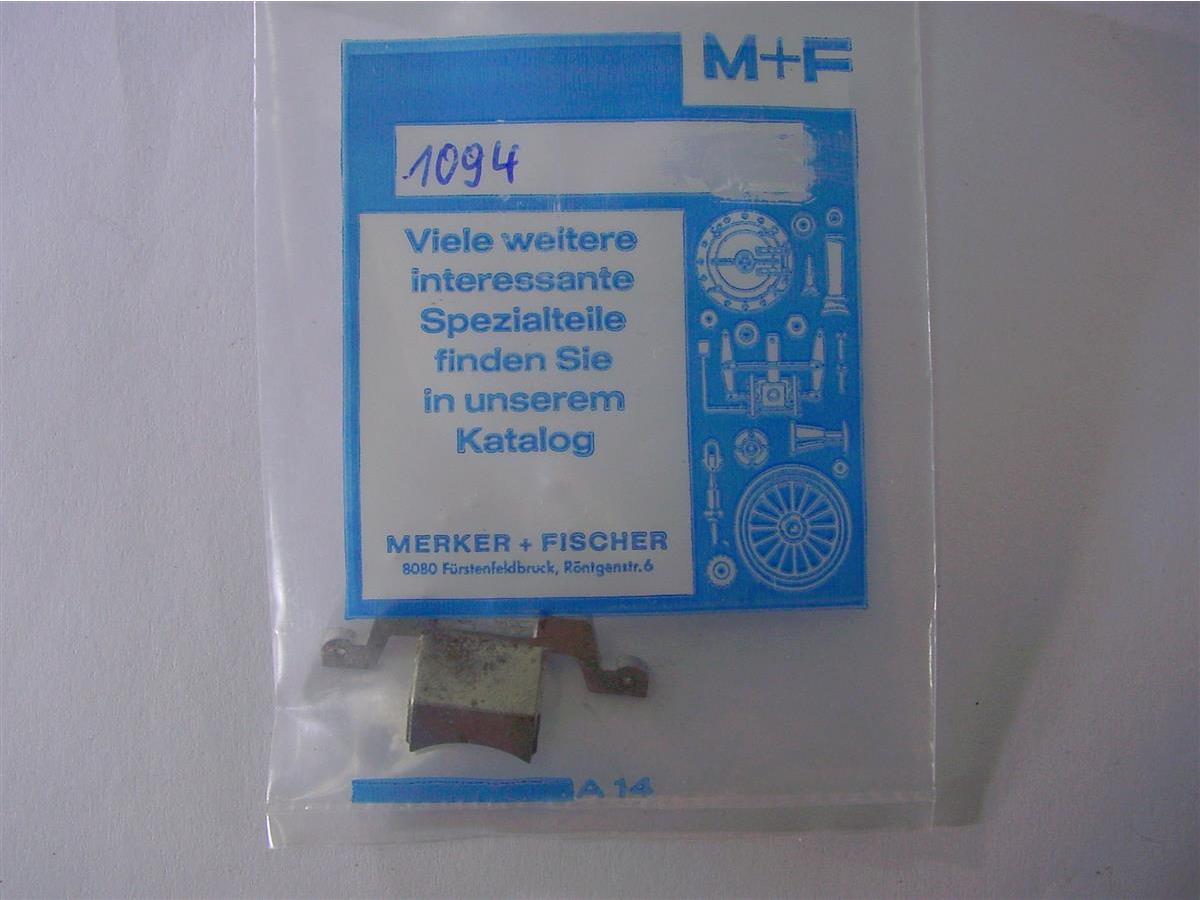 M+F
1094
Viele weitere
interessante
Spezialteile
finden Sie
in unserem
Katalog
MERKER + FISCHER
8080 Fürstenfeldbruck, Röntgenstr. 6
A 14